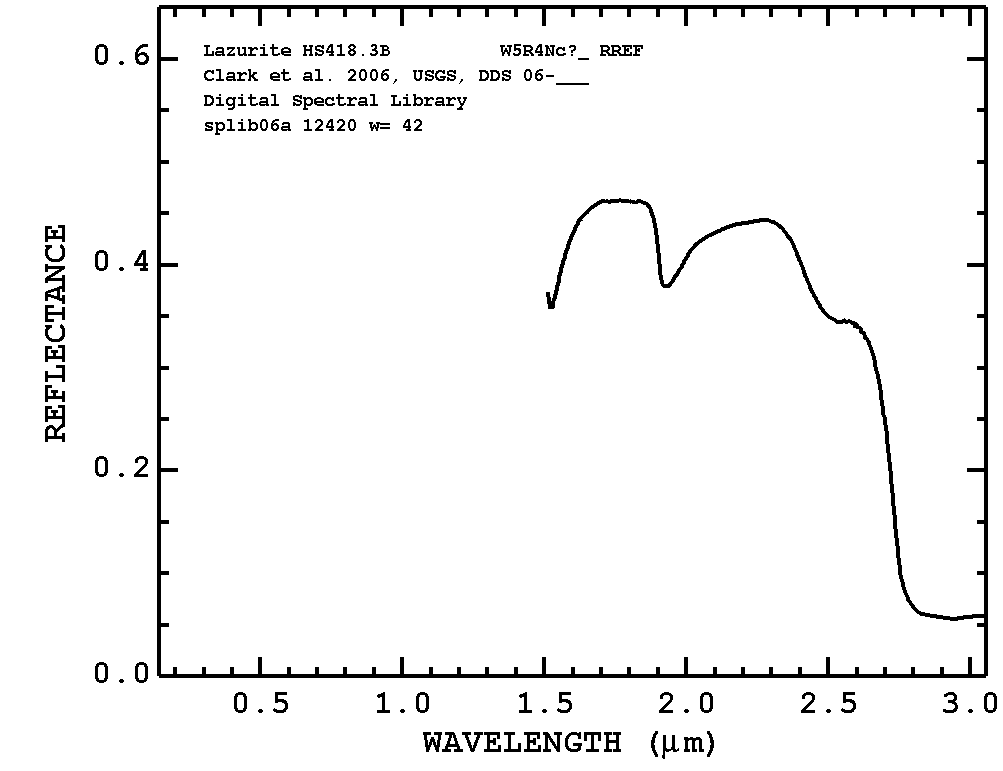 Lazurite HS418.3B W5R4Nc?_ RREF
Clark et al. 2006, USGS, DDS 06-___
Digital Spectral Library
splib06a 12420 w= 42
REFLECTANCE
0.6
0.4
0.2
0.0
0.5 1.0 1.5 2.0 2.5 3.0
WAVELENGTH (μm)